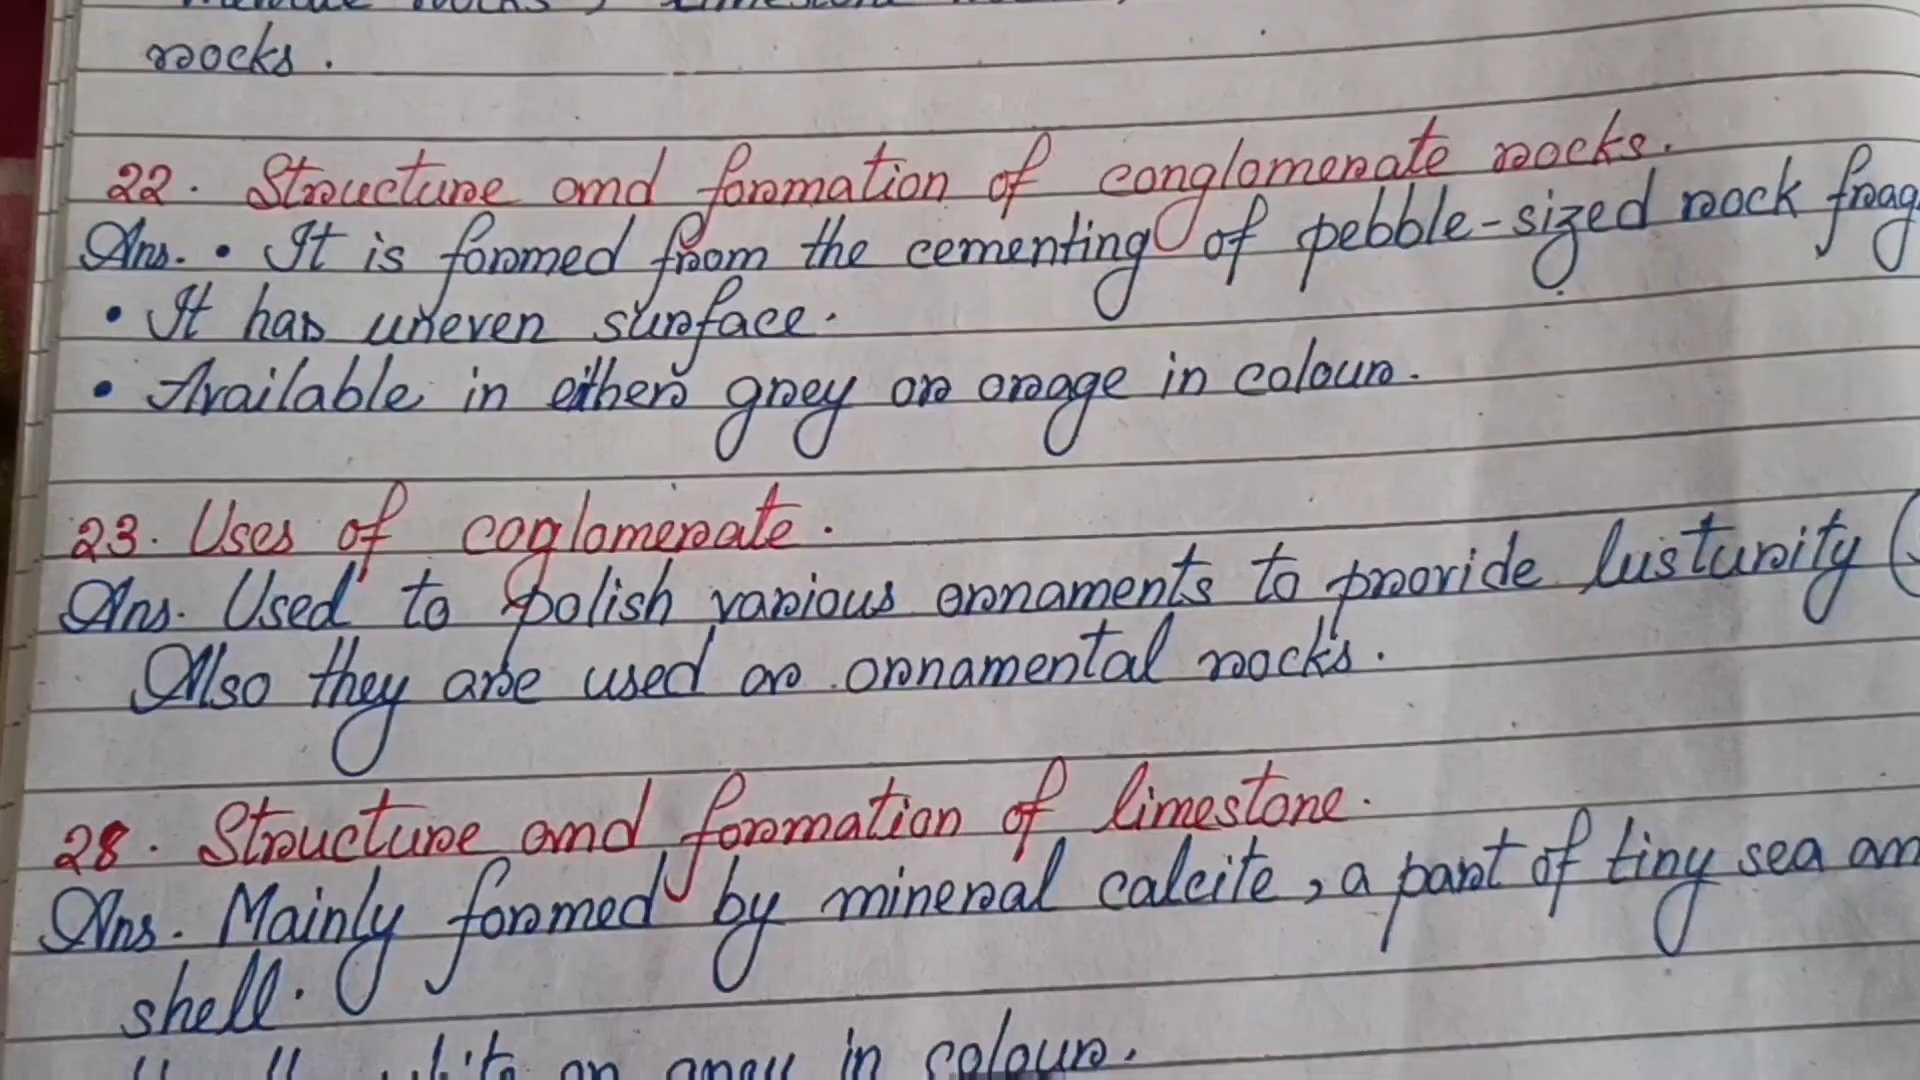 rocks.
22. Structure and formation of conglomerate rocks.
Ans. • It is formed from the cementing of pebble-sized rock frag
• It has uneven surface.
• Available in either grey or orage in colour.
23. Uses of coglomerate.
Ans. Used to polish various ornaments to provide lusturity (
Also they are used as ornamental rocks.
28. Structure and formation of limestone.
Ans. Mainly formed by mineral calcite, a part of tiny sea an
shell.
or grey in colour.